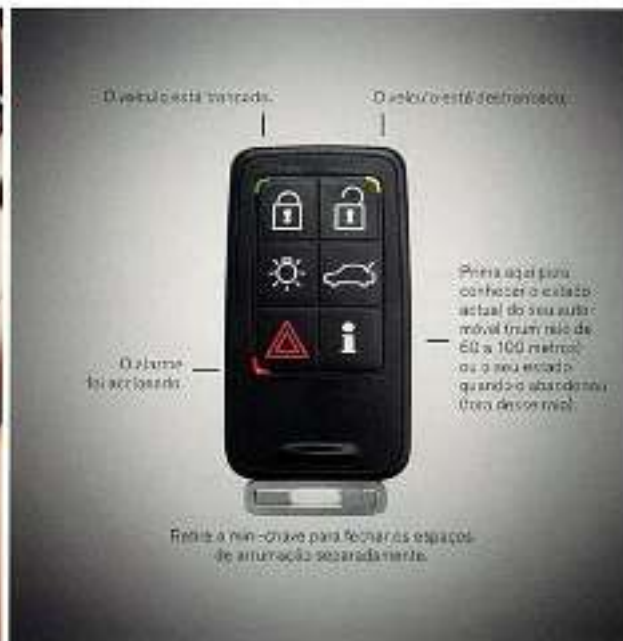 O veículo está trancado.
O veículo está destrancado.
Prima aqui para
conhecer o estado
actual do seu auto-
móvel (num raio de
60 a 100 metros)
ou o seu estado
quando o abandonou
(fora desse raio).
O alarme
foi accionado.
Retire a mini-chave para fechar os espaços
de arrumação separadamente.